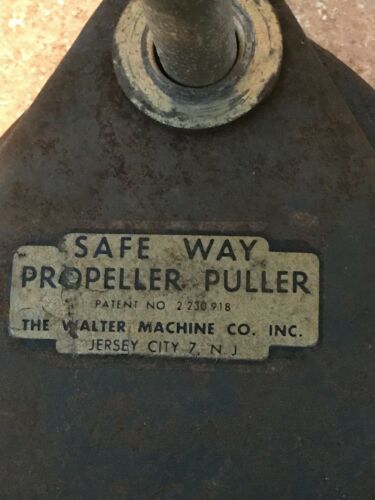 SAFE WAY
PROPELLER PULLER
PATENT NO 2 230 918
THE WALTER MACHINE CO. INC.
JERSEY CITY 7, N. J